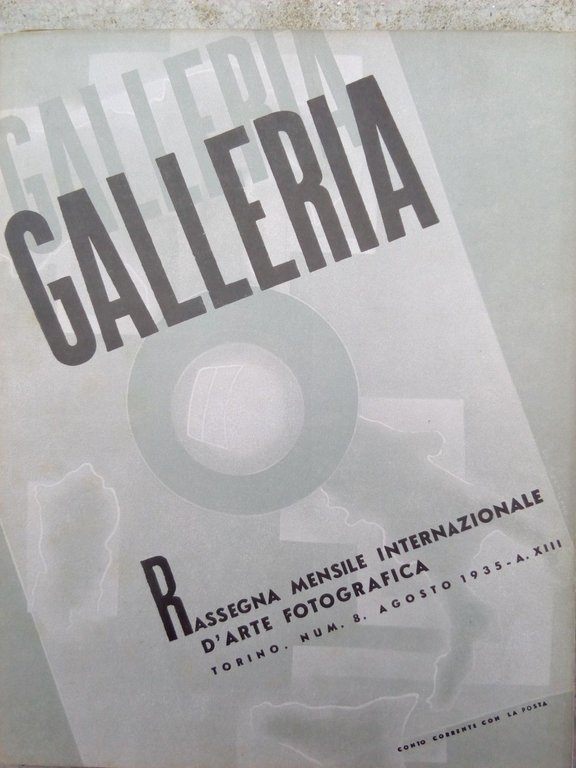 GALLERIA
GALLERIA
RASSEGNA MENSILE INTERNAZIONALE
D'ARTE FOTOGRAFICA
TORINO. NUM. 8. AGOSTO 1935-A. XIII
CONTO CORRENTE CON LA POSTA